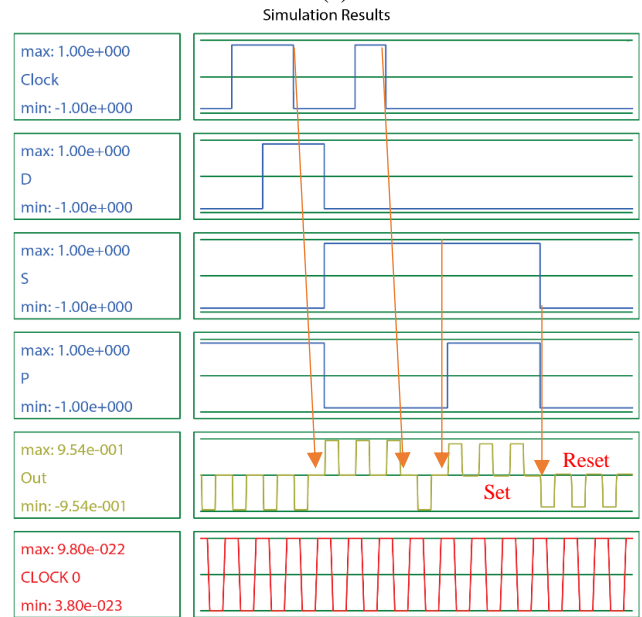 Simulation Results
max: 1.00e+000
Clock
min: -1.00e+000
max: 1.00e+000
D
min: -1.00e+000
max: 1.00e+000
S
min: -1.00e+000
max: 1.00e+000
P
min: -1.00e+000
max: 9.54e-001
Out
min: -9.54e-001
Reset
Set
max: 9.80e-022
CLOCK 0
min: 3.80e-023